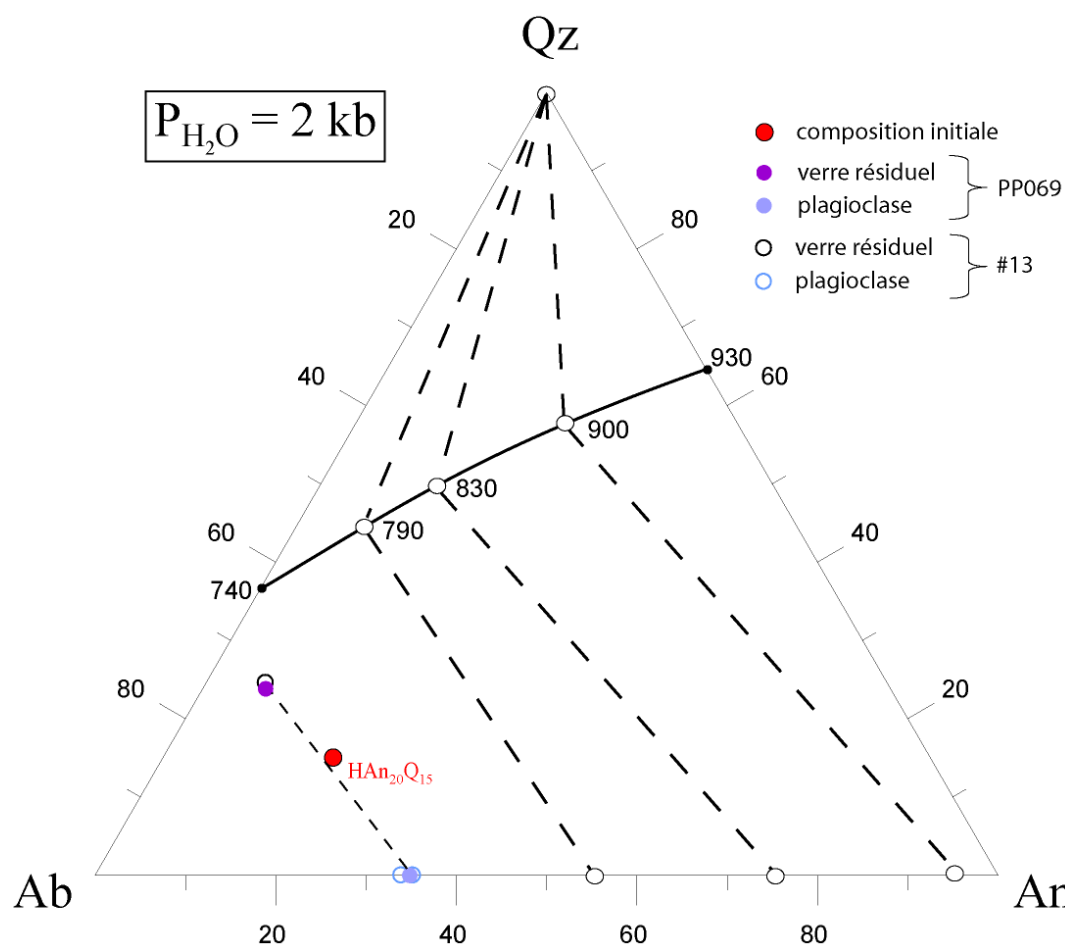 Qz
P H₂O = 2 kb
composition initiale
verre résiduel
plagioclase
PP069
verre résiduel
plagioclase
#13
20
80
40
930
60
900
830
790
60
40
740
80
20
HAn₂₀Q₁₅
Ab
An
20
40
60
80